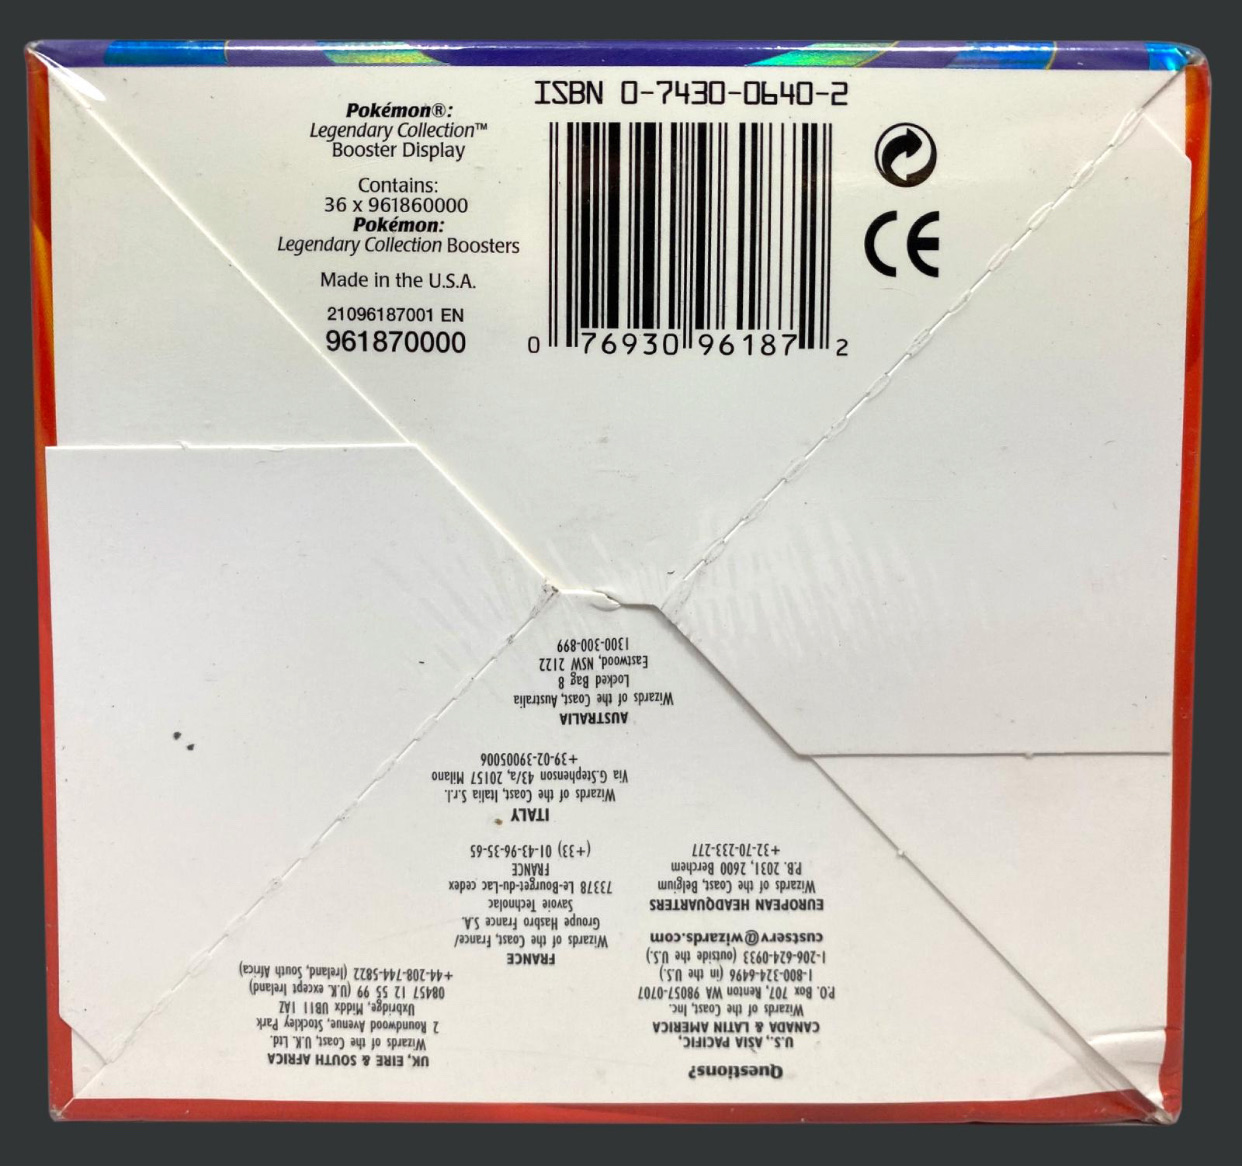 Pokémon®:
Legendary Collection™
Booster Display
Contains:
36 x 961860000
Pokémon:
Legendary Collection Boosters
Made in the U.S.A.
21096187001 EN
961870000
ISBN 0-7430-0640-2
0 76930 96187 2
CE
Questions?
U.S., ASIA PACIFIC,
CANADA & LATIN AMERICA
Wizards of the Coast, Inc.
P.O. Box 707, Renton WA 98057-0707
1-800-324-6496 (in the U.S.)
1-206-624-0933 (outside the U.S.)
custserv@wizards.com
EUROPEAN HEADQUARTERS
Wizards of the Coast, Belgium
P.B. 2031, 2600 Berchem
+32-70-233-277
UK, EIRE & SOUTH AFRICA
Wizards of the Coast, U.K. Ltd.
2 Roundwood Avenue, Stockley Park
Uxbridge, Middx UB11 1AZ
08457 12 55 99 (U.K. except Ireland)
+44-208-744-5822 (Ireland, South Africa)
FRANCE
Wizards of the Coast, France/
Groupe Hasbro France S.A.
Savoie Technolac
73378 Le-Bourget-du-Lac cedex
FRANCE
(+33) 01-43-96-35-65
ITALY
Wizards of the Coast, Italia S.r.l.
Via G.Stephenson 43/a, 20157 Milano
+39-02-39005006
AUSTRALIA
Wizards of the Coast, Australia
Locked Bag 8
Eastwood, NSW 2122
1300-300-899